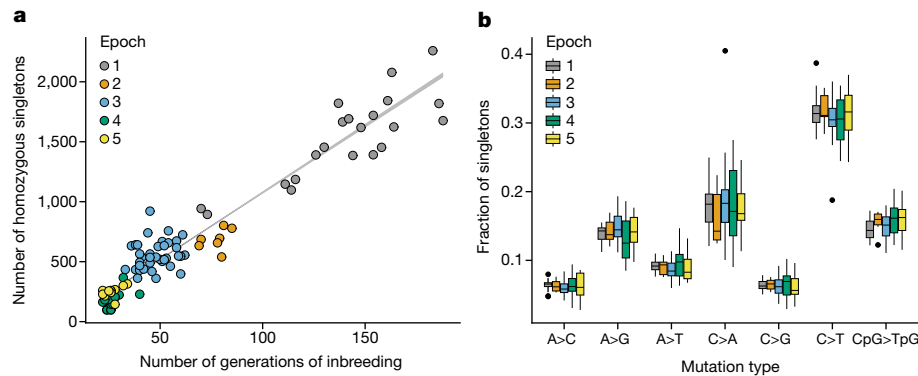 a
Epoch
1
2
3
4
5
Number of homozygous singletons
2,000
1,500
1,000
500
0
50
100
150
Number of generations of inbreeding
b
Epoch
1
2
3
4
5
Fraction of singletons
0.4
0.3
0.2
0.1
A>C
A>G
A>T
C>A
C>G
C>T
CpG>TpG
Mutation type